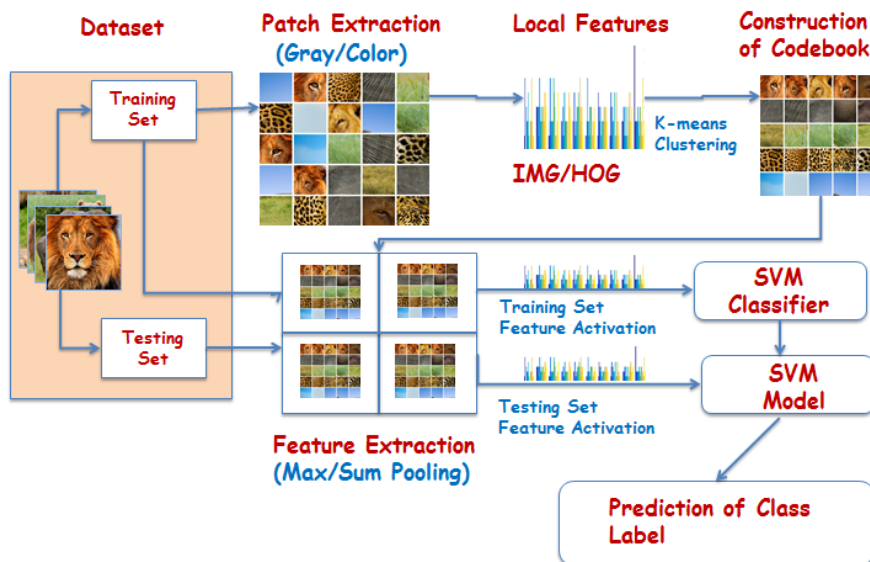 Dataset
Patch Extraction
(Gray/Color)
Local Features
Construction
of Codebook
Training
Set
K-means
Clustering
IMG/HOG
Testing
Set
Training Set
Feature Activation
SVM
Classifier
Testing Set
Feature Activation
SVM
Model
Feature Extraction
(Max/Sum Pooling)
Prediction of Class
Label